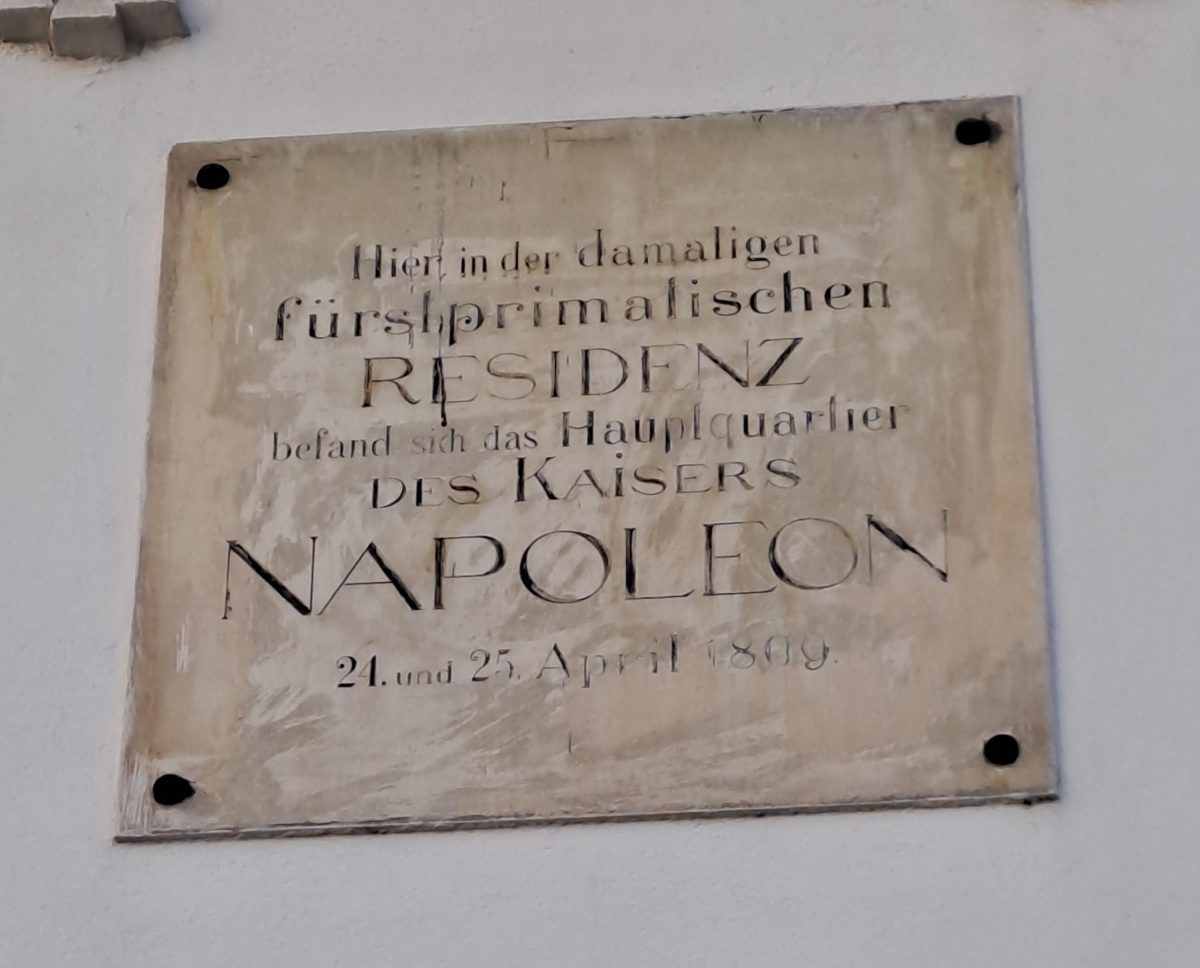 Hier in der damaligen
fürstprimatischen
RESIDENZ
befand sich das Hauptquartier
DES KAISERS
NAPOLEON
24. und 25. April 1809.